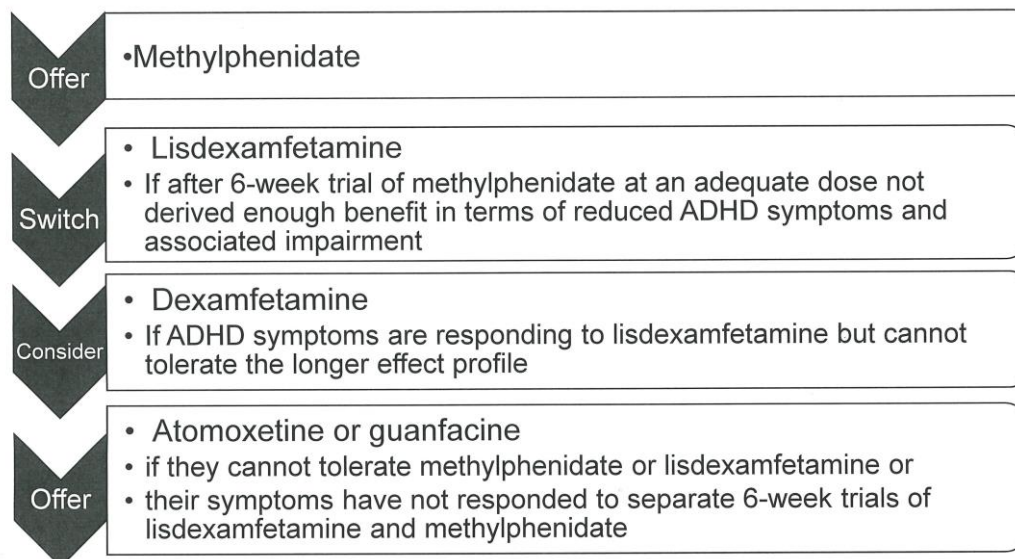 Offer
•Methylphenidate
Switch
• Lisdexamfetamine
• If after 6-week trial of methylphenidate at an adequate dose not
derived enough benefit in terms of reduced ADHD symptoms and
associated impairment
Consider
• Dexamfetamine
• If ADHD symptoms are responding to lisdexamfetamine but cannot
tolerate the longer effect profile
Offer
• Atomoxetine or guanfacine
• if they cannot tolerate methylphenidate or lisdexamfetamine or
• their symptoms have not responded to separate 6-week trials of
lisdexamfetamine and methylphenidate